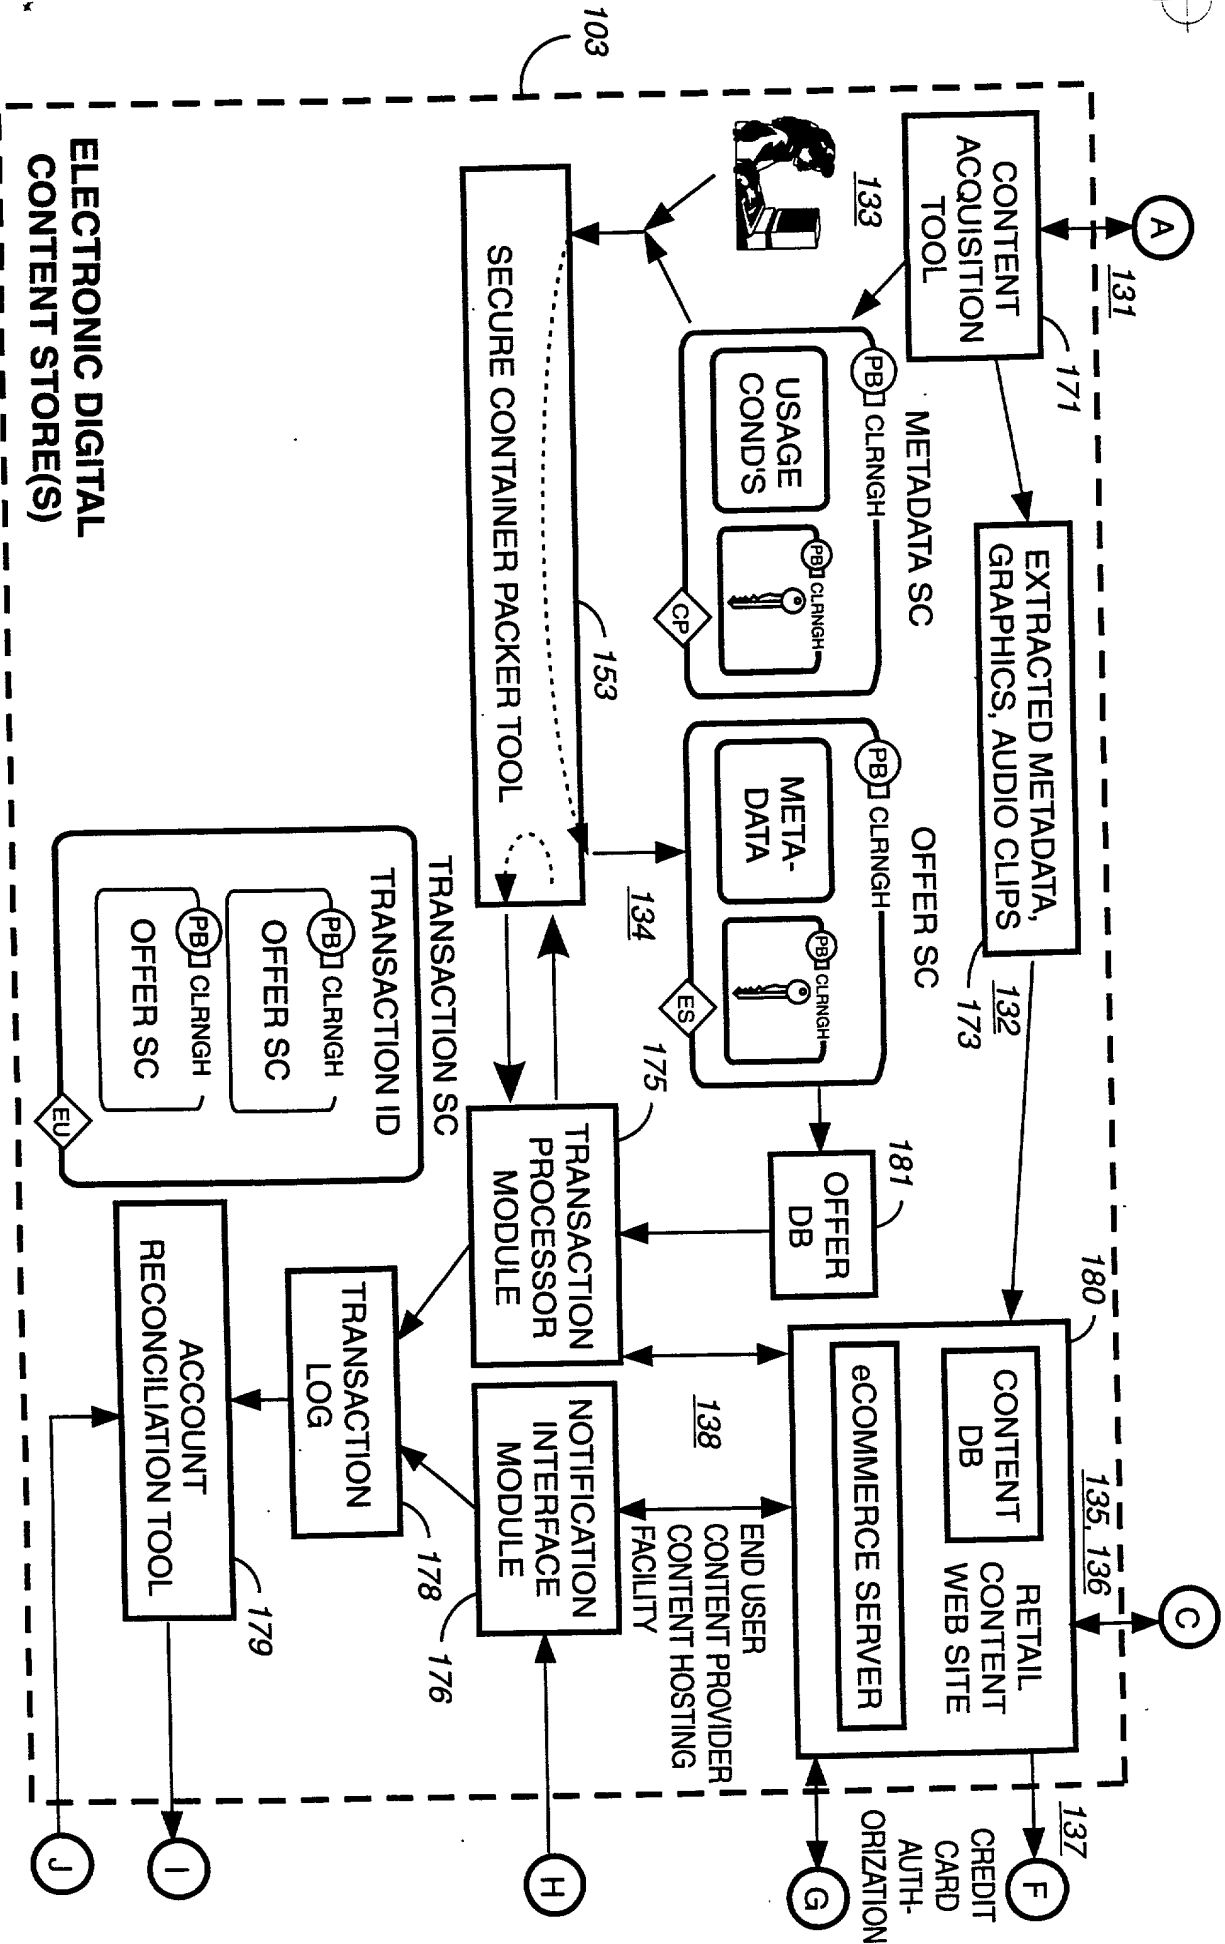 103
A
131
C
135, 136
CONTENT
ACQUISITION
TOOL
171
EXTRACTED METADATA,
GRAPHICS, AUDIO CLIPS
132
173
180
CONTENT
DB
RETAIL
CONTENT
WEB SITE
eCOMMERCE SERVER
137
F
CREDIT
CARD
AUTH-
ORIZATION
G
133
METADATA SC
PB CLRNGH
USAGE
COND'S
PB CLRNGH
CP
OFFER SC
PB CLRNGH
META-
DATA
PB CLRNGH
ES
134
181
OFFER
DB
138
END USER
CONTENT PROVIDER
CONTENT HOSTING
FACILITY
153
SECURE CONTAINER PACKER TOOL
175
TRANSACTION
PROCESSOR
MODULE
NOTIFICATION
INTERFACE
MODULE
176
H
TRANSACTION SC
TRANSACTION ID
PB CLRNGH
OFFER SC
PB CLRNGH
OFFER SC
EU
TRANSACTION
LOG
178
ACCOUNT
RECONCILIATION TOOL
179
I
J
ELECTRONIC DIGITAL
CONTENT STORE(S)